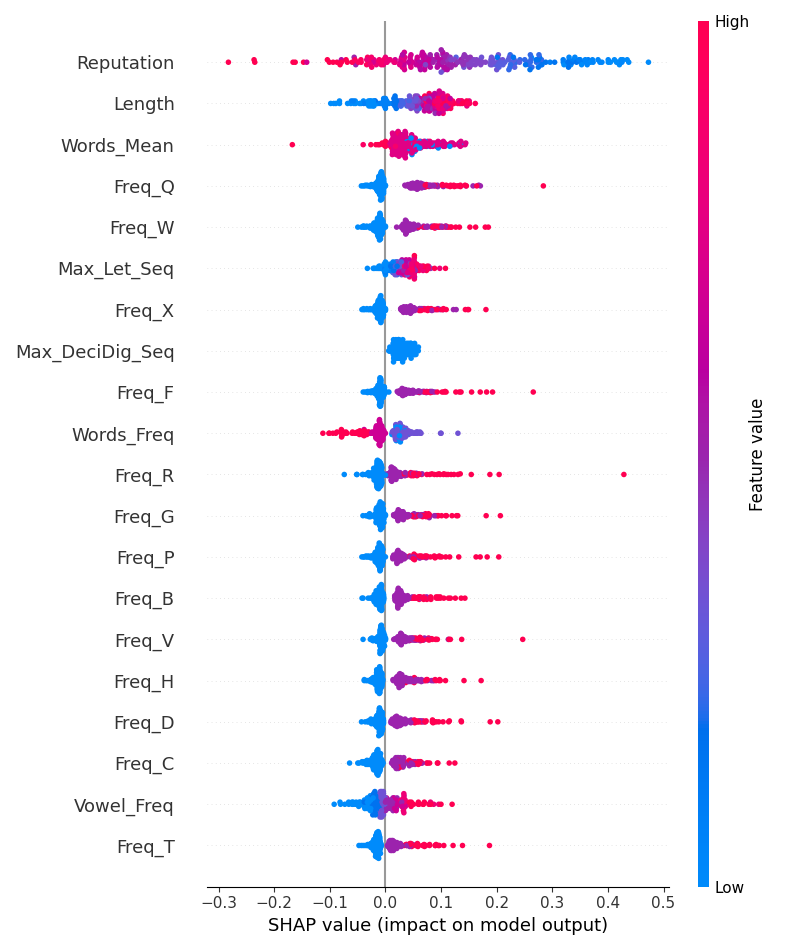 High
Reputation
Length
Words_Mean
Freq_Q
Freq_W
Max_Let_Seq
Freq_X
Max_DeciDig_Seq
Freq_F
Words_Freq
Freq_R
Freq_G
Freq_P
Freq_B
Freq_V
Freq_H
Freq_D
Freq_C
Vowel_Freq
Freq_T
Feature value
Low
−0.3 −0.2 −0.1 0.0 0.1 0.2 0.3 0.4 0.5
SHAP value (impact on model output)